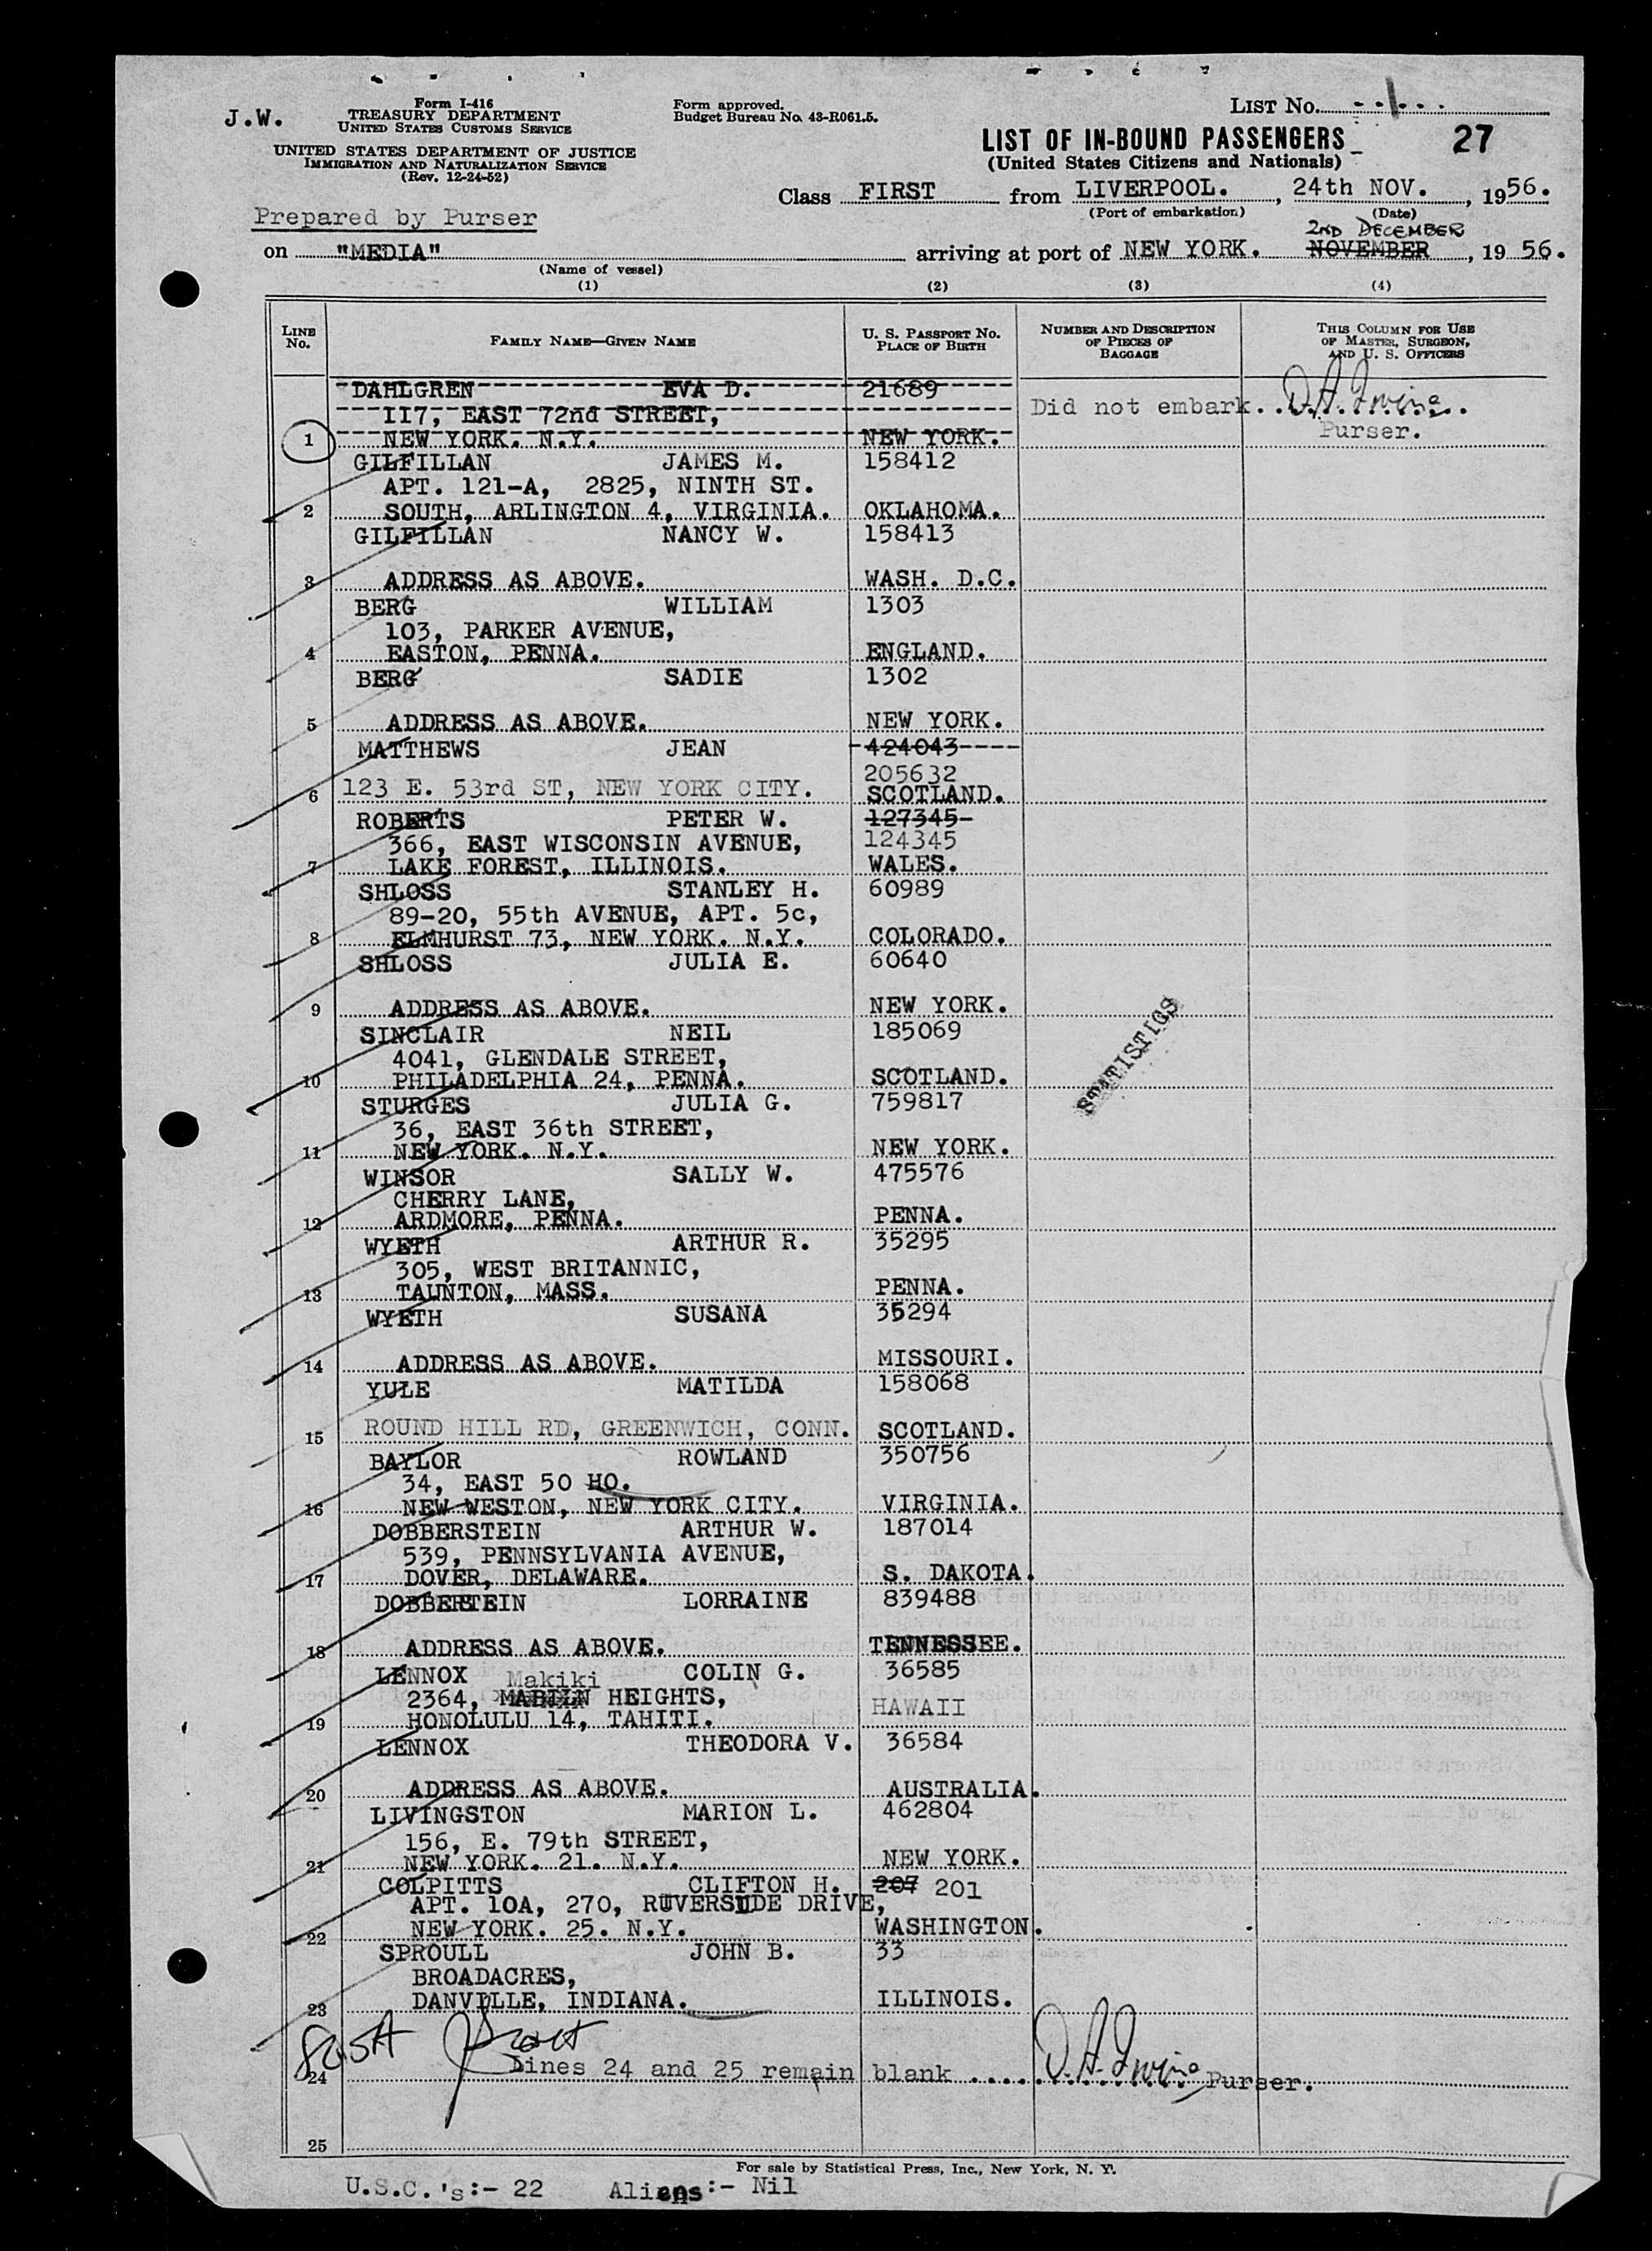 J.W.
Form I-416
TREASURY DEPARTMENT
UNITED STATES CUSTOMS SERVICE
UNITED STATES DEPARTMENT OF JUSTICE
IMMIGRATION AND NATURALIZATION SERVICE
(Rev. 12-24-52)
Form approved.
Budget Bureau No. 43-R061.5.
LIST No. --1...
LIST OF IN-BOUND PASSENGERS 27
(United States Citizens and Nationals)
Class FIRST from LIVERPOOL., 24th NOV., 1956.
(Port of embarkation) (Date)
Prepared by Purser
2ND DECEMBER
on "MEDIA" arriving at port of NEW YORK. NOVEMBER, 19 56.
(Name of vessel)
(1) (2) (3) (4)
LINE No. FAMILY NAME—GIVEN NAME U. S. PASSPORT No. PLACE OF BIRTH NUMBER AND DESCRIPTION OF PIECES OF BAGGAGE THIS COLUMN FOR USE OF MASTER, SURGEON, AND U. S. OFFICERS
DAHLGREN EVA D. 21689
117, EAST 72nd STREET, Did not embark. D.A. Irvine
1 NEW YORK. N.Y. NEW YORK. Purser.
GILFILLAN JAMES M. 158412
APT. 121-A, 2825, NINTH ST.
2 SOUTH, ARLINGTON 4, VIRGINIA. OKLAHOMA.
GILFILLAN NANCY W. 158413
3 ADDRESS AS ABOVE. WASH. D.C.
BERG WILLIAM 1303
103, PARKER AVENUE,
4 EASTON, PENNA. ENGLAND.
BERG SADIE 1302
5 ADDRESS AS ABOVE. NEW YORK.
MATTHEWS JEAN 424043
205632
6 123 E. 53rd ST, NEW YORK CITY. SCOTLAND.
ROBERTS PETER W. 127345
366, EAST WISCONSIN AVENUE, 124345
7 LAKE FOREST, ILLINOIS. WALES.
SHLOSS STANLEY H. 60989
89-20, 55th AVENUE, APT. 5c,
8 ELMHURST 73, NEW YORK. N.Y. COLORADO.
SHLOSS JULIA E. 60640
9 ADDRESS AS ABOVE. NEW YORK.
SINCLAIR NEIL 185069
4041, GLENDALE STREET,
10 PHILADELPHIA 24, PENNA. SCOTLAND.
STATISTICS
STURGES JULIA G. 759817
36, EAST 36th STREET,
11 NEW YORK. N.Y. NEW YORK.
WINSOR SALLY W. 475576
CHERRY LANE,
12 ARDMORE, PENNA. PENNA.
WYETH ARTHUR R. 35295
305, WEST BRITANNIC,
13 TAUNTON, MASS. PENNA.
WYETH SUSANA 35294
14 ADDRESS AS ABOVE. MISSOURI.
YULE MATILDA 158068
15 ROUND HILL RD, GREENWICH, CONN. SCOTLAND.
BAYLOR ROWLAND 350756
34, EAST 50 HO.
16 NEW WESTON, NEW YORK CITY. VIRGINIA.
DOBBERSTEIN ARTHUR W. 187014
539, PENNSYLVANIA AVENUE,
17 DOVER, DELAWARE. S. DAKOTA.
DOBBERSTEIN LORRAINE 839488
18 ADDRESS AS ABOVE. TENNESSEE.
LENNOX COLIN G. 36585
Makiki
2364, HEIGHTS,
19 HONOLULU 14, TAHITI. HAWAII
LENNOX THEODORA V. 36584
20 ADDRESS AS ABOVE. AUSTRALIA.
LIVINGSTON MARION L. 462804
156, E. 79th STREET,
21 NEW YORK. 21. N.Y. NEW YORK.
COLPITTS CLIFTON H. 207 201
APT. 10A, 270, RIVERSIDE DRIVE,
22 NEW YORK. 25. N.Y. WASHINGTON.
SPROULL JOHN B. 33
BROADACRES,
23 DANVILLE, INDIANA. ILLINOIS.
24 Lines 24 and 25 remain blank .... D.A. Irvine Purser.
25
For sale by Statistical Press, Inc., New York, N. Y.
U.S.C.'s:- 22 Aliens:- Nil